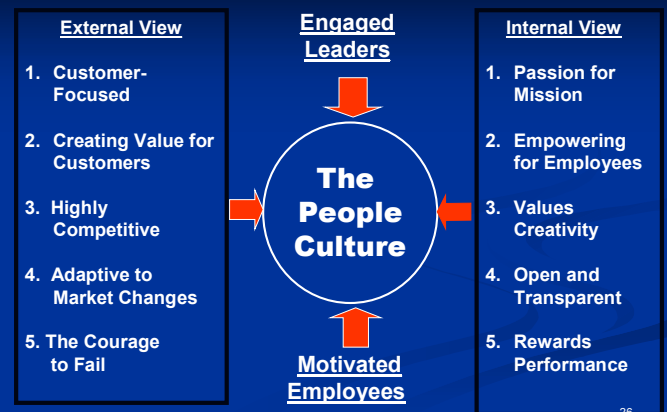 External View
1. Customer-
Focused
2. Creating Value for
Customers
3. Highly
Competitive
4. Adaptive to
Market Changes
5. The Courage
to Fail
Engaged
Leaders
The
People
Culture
Motivated
Employees
Internal View
1. Passion for
Mission
2. Empowering
for Employees
3. Values
Creativity
4. Open and
Transparent
5. Rewards
Performance
26